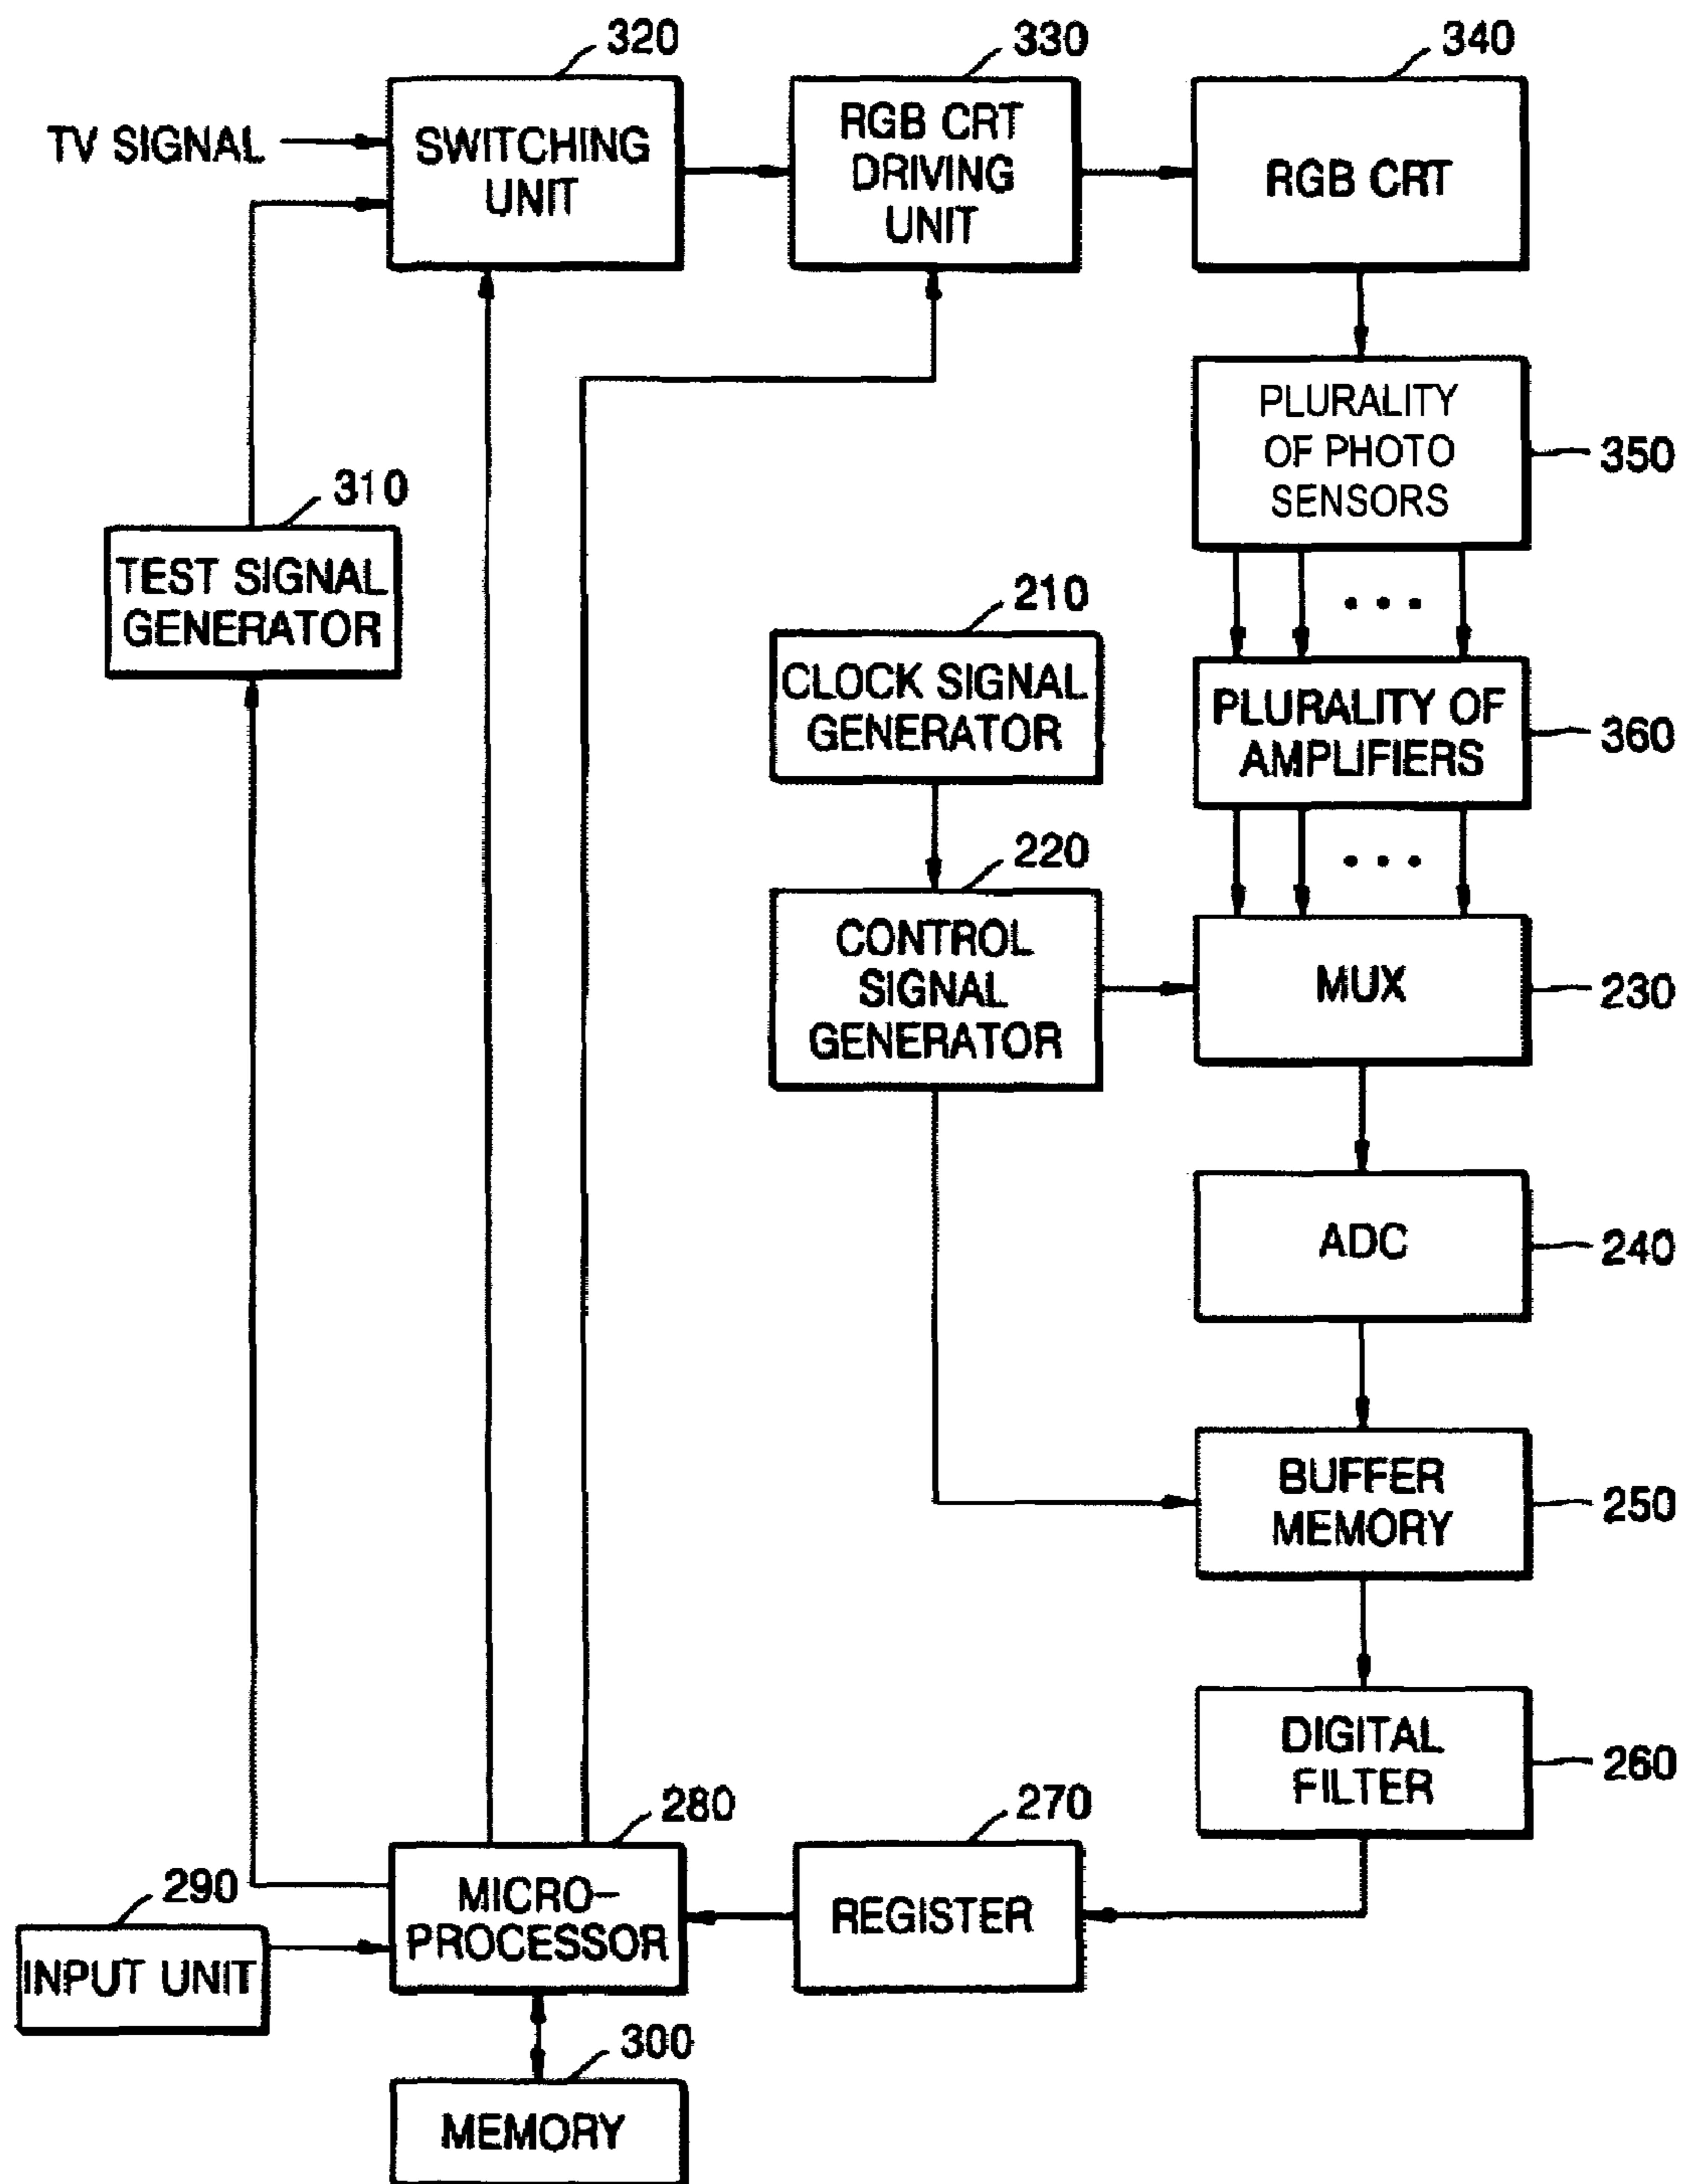 320
330
340
TV SIGNAL
SWITCHING
UNIT
RGB CRT
DRIVING
UNIT
RGB CRT
PLURALITY
OF PHOTO
SENSORS
350
310
TEST SIGNAL
GENERATOR
210
CLOCK SIGNAL
GENERATOR
PLURALITY OF
AMPLIFIERS
360
220
CONTROL
SIGNAL
GENERATOR
MUX
230
ADC
240
BUFFER
MEMORY
250
DIGITAL
FILTER
260
280
270
290
MICRO-
PROCESSOR
REGISTER
INPUT UNIT
300
MEMORY